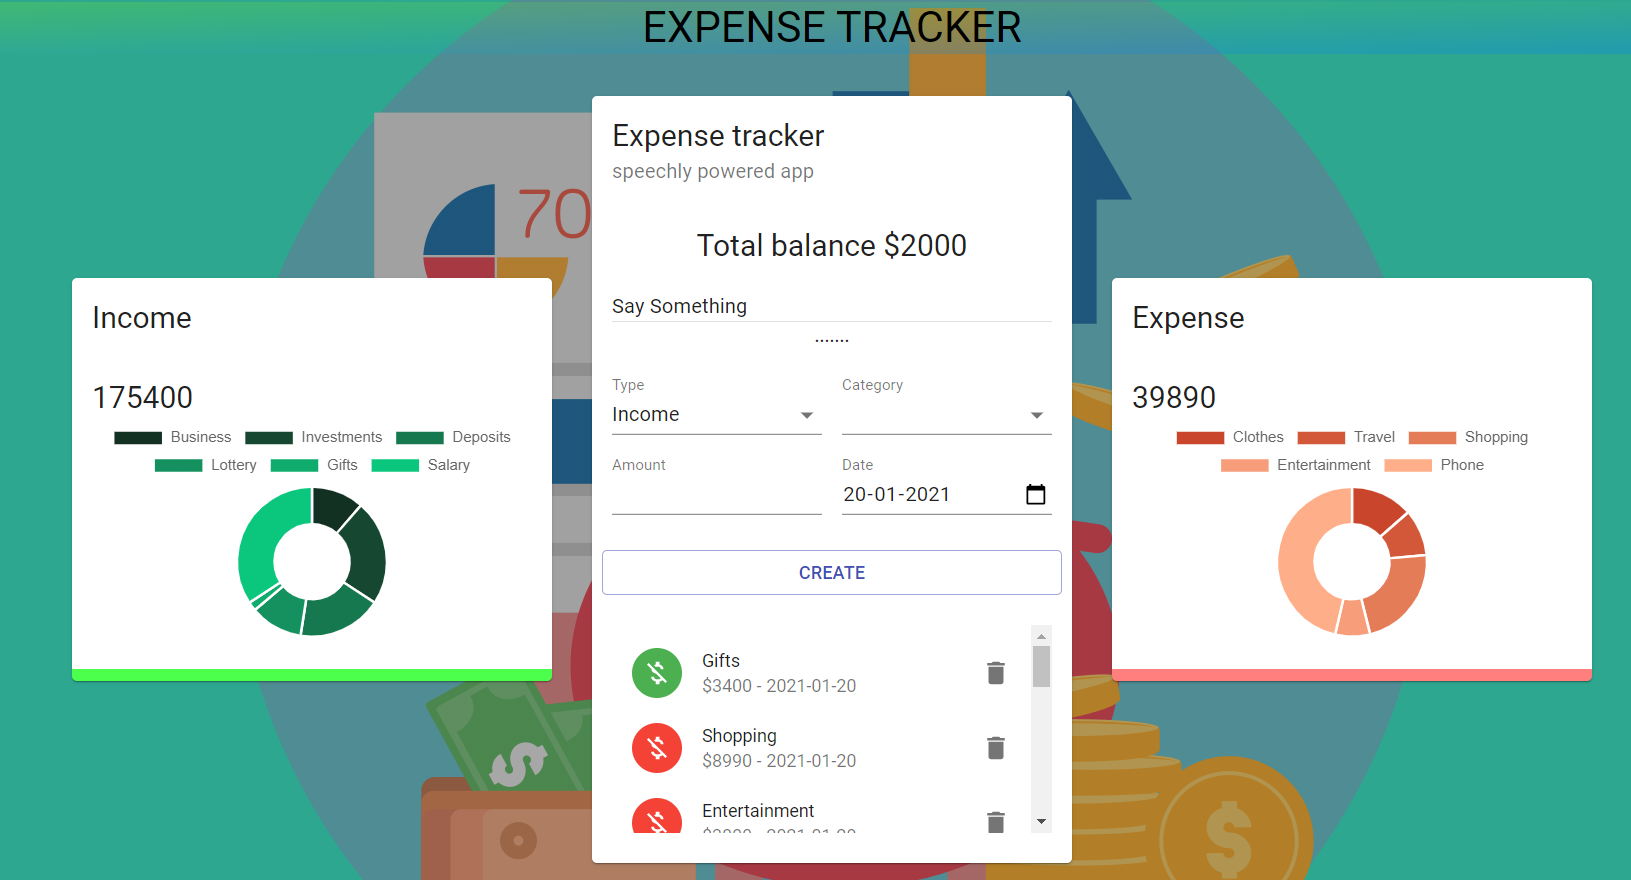 EXPENSE TRACKER
70
Income
175400
Business Investments Deposits
Lottery Gifts Salary
Expense tracker
speechly powered app
Total balance $2000
Say Something
.......
Type
Income
Category
Amount
Date
20-01-2021
CREATE
Gifts
$3400 - 2021-01-20
Shopping
$8990 - 2021-01-20
Entertainment
Expense
39890
Clothes Travel Shopping
Entertainment Phone
$
$